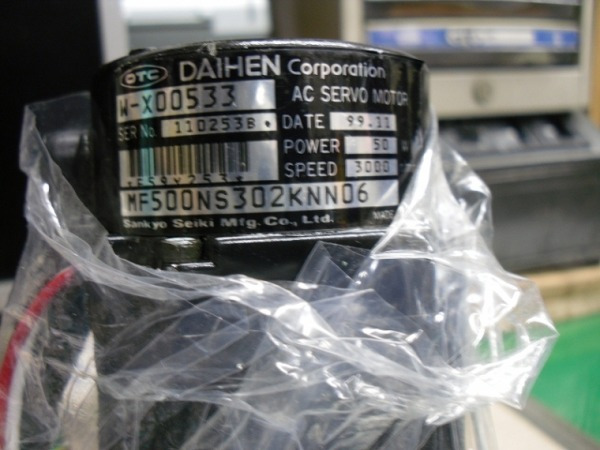 OTC DAIHEN Corporation
W-X00533 AC SERVO MOTOR
SER No 110253B. DATE 99.11
POWER 50 W
SPEED 3000
MF500NS302KNN06
Sankyo Seiki Mfg.Co., Ltd. MADE